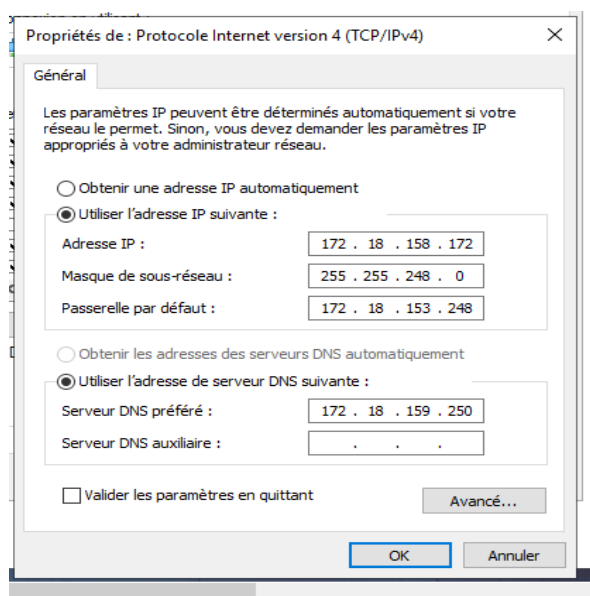 Propriétés de : Protocole Internet version 4 (TCP/IPv4)
Général
Les paramètres IP peuvent être déterminés automatiquement si votre
réseau le permet. Sinon, vous devez demander les paramètres IP
appropriés à votre administrateur réseau.
Obtenir une adresse IP automatiquement
Utiliser l'adresse IP suivante :
Adresse IP : 172 . 18 . 158 . 172
Masque de sous-réseau : 255 . 255 . 248 . 0
Passerelle par défaut : 172 . 18 . 153 . 248
Obtenir les adresses des serveurs DNS automatiquement
Utiliser l'adresse de serveur DNS suivante :
Serveur DNS préféré : 172 . 18 . 159 . 250
Serveur DNS auxiliaire : . . .
Valider les paramètres en quittant
Avancé...
OK Annuler